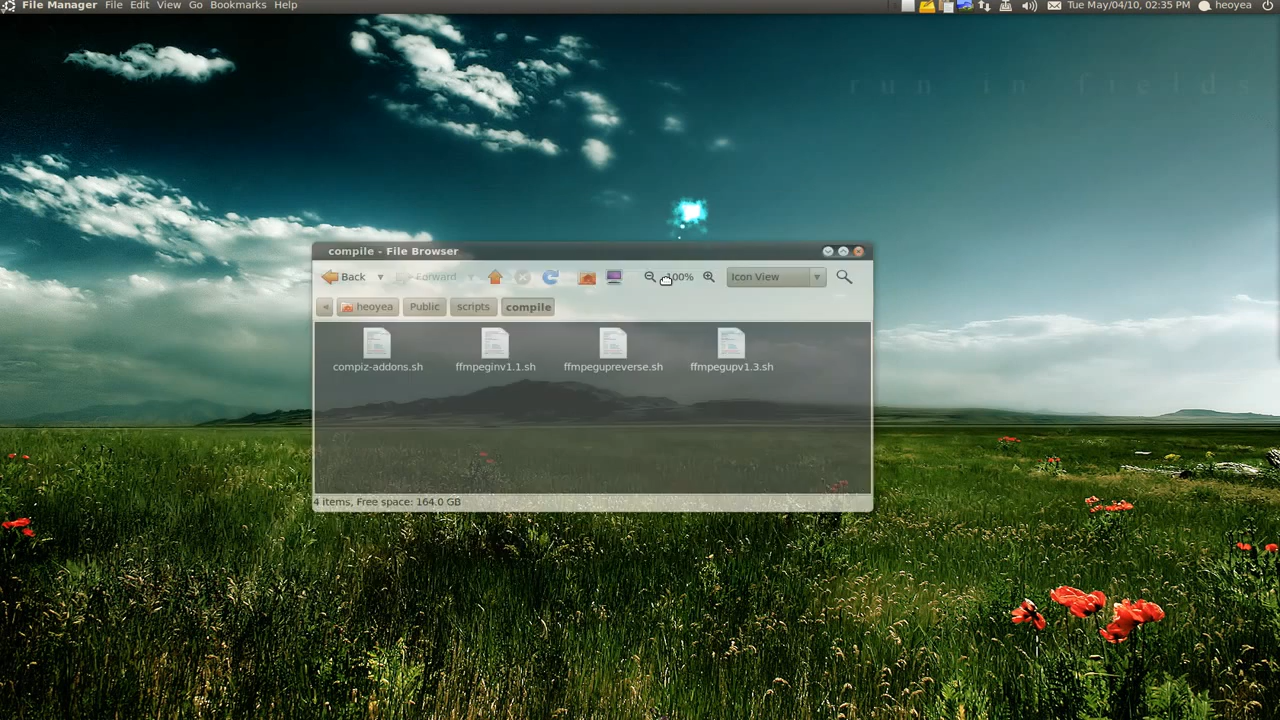 File Manager File Edit View Go Bookmarks Help
Tue May/04/10, 02:35 PM heoyea
run in fields
compile - File Browser
Back Forward 100% Icon View
heoyea Public scripts compile
compiz-addons.sh ffmpeginv1.1.sh ffmpegupreverse.sh ffmpegupv1.3.sh
4 items, Free space: 164.0 GB